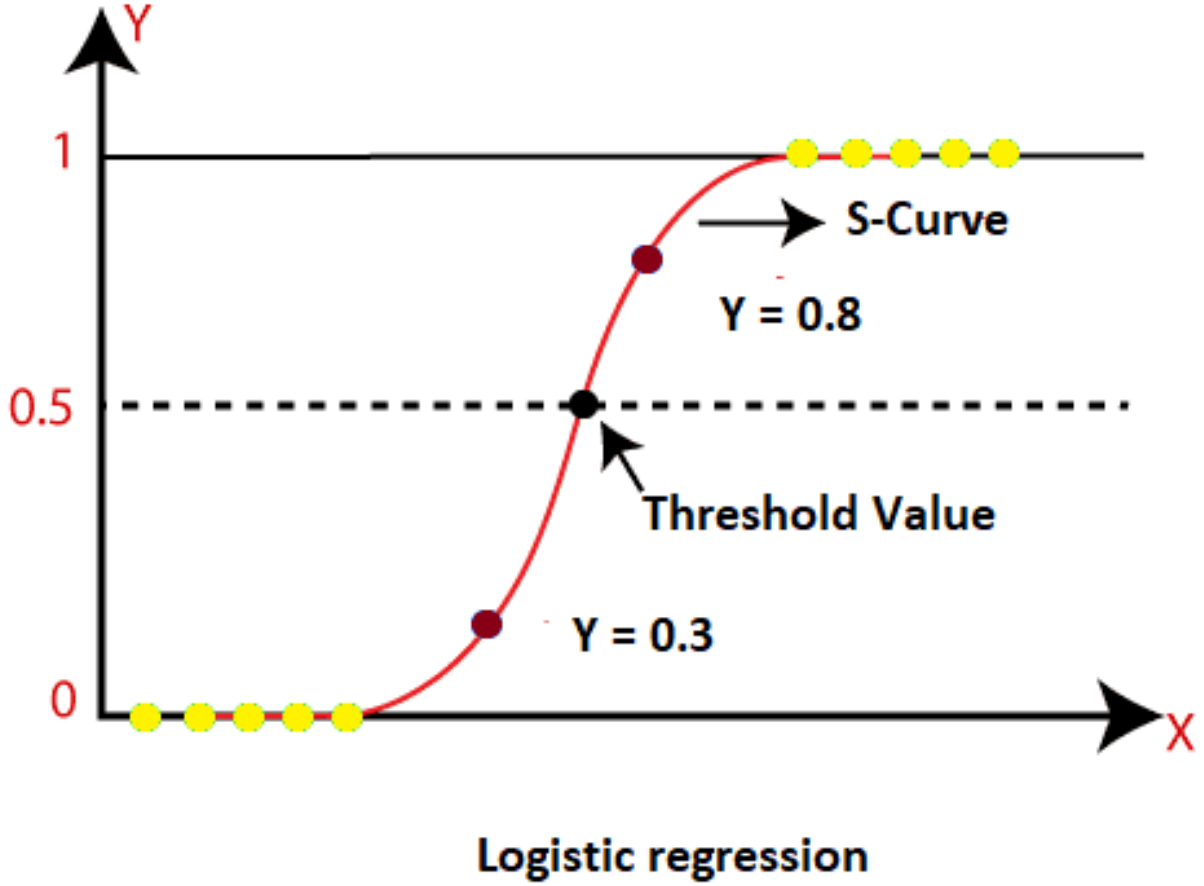 Y
1
S-Curve
Y = 0.8
0.5
Threshold Value
Y = 0.3
0
X
Logistic regression